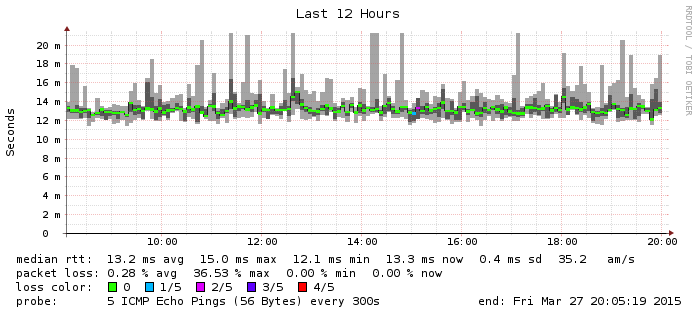 Last 12 Hours
RRDTOOL / TOBI OETIKER
Seconds
20 m
18 m
16 m
14 m
12 m
10 m
8 m
6 m
4 m
2 m
0
10:00 12:00 14:00 16:00 18:00 20:00
median rtt: 13.2 ms avg 15.0 ms max 12.1 ms min 13.3 ms now 0.4 ms sd 35.2 am/s
packet loss: 0.28 % avg 36.53 % max 0.00 % min 0.00 % now
loss color: 0 1/5 2/5 3/5 4/5
probe: 5 ICMP Echo Pings (56 Bytes) every 300s end: Fri Mar 27 20:05:19 2015